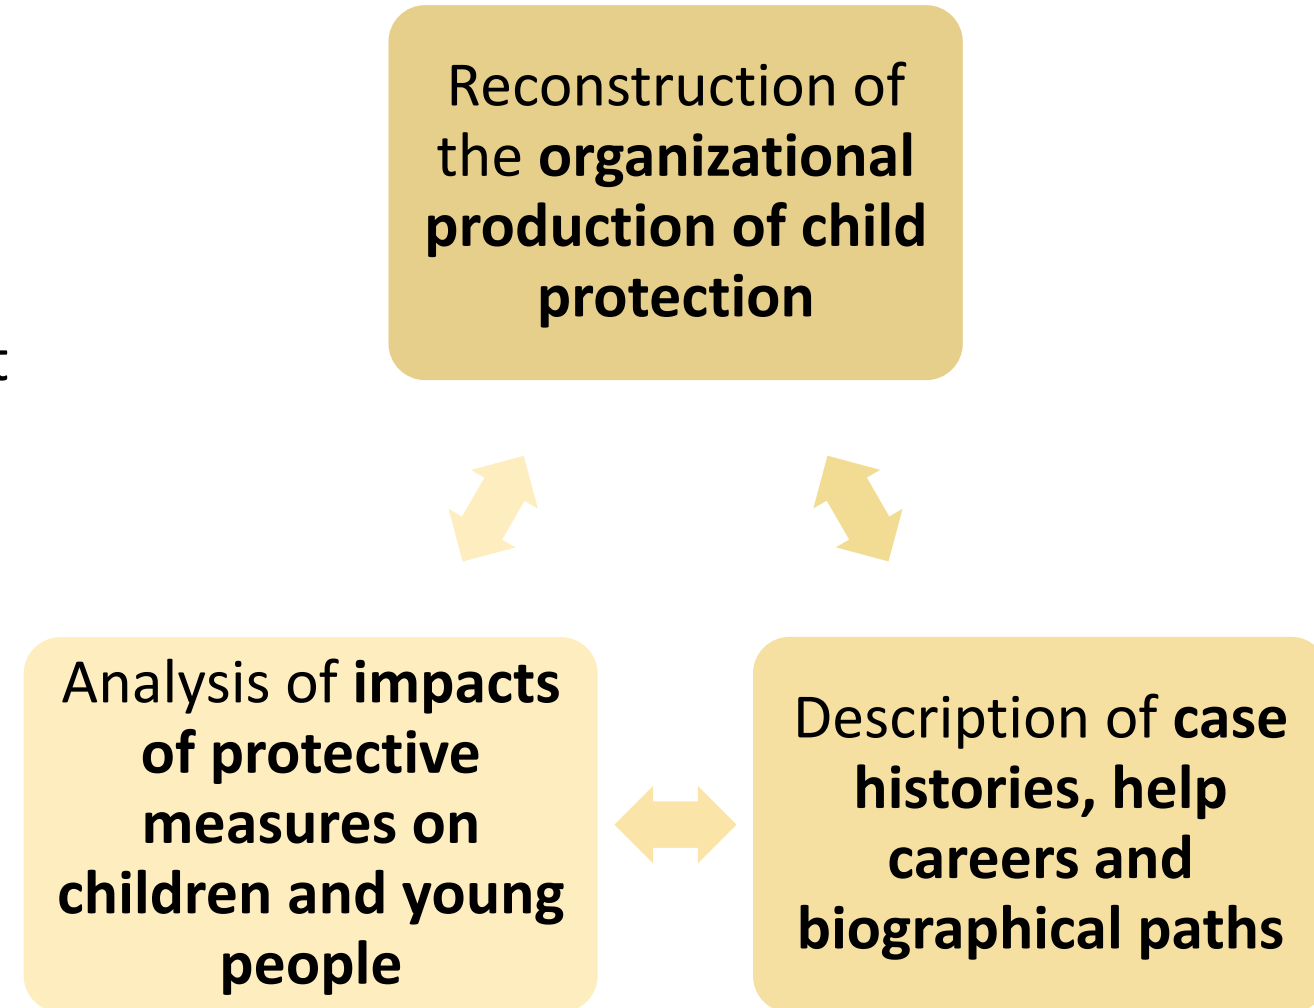 Reconstruction of
the organizational
production of child
protection
t
Analysis of impacts
of protective
measures on
children and young
people
Description of case
histories, help
careers and
biographical paths